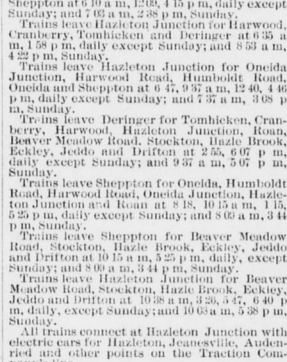 Sheppton at 6 10 a m, 12 09, 4 15 p m, daily except
Sunday; and 7 03 a m, 2 38 p m, Sunday.
Trains leave Hazleton Junction for Harwood,
Cranberry, Tomhicken and Deringer at 6 35 a
m, 1 58 p m, daily except Sunday; and 8 53 a m,
4 22 p m, Sunday.
Trains leave Hazleton Junction for Oneida
Junction, Harwood Road, Humboldt Road,
Oneida and Sheppton at 6 47, 9 37 a m, 12 40, 4 46
p m, daily except Sunday; and 7 37 a m, 3 08 p
m, Sunday.
Trains leave Deringer for Tomhicken, Cran-
berry, Harwood, Hazleton Junction, Roan,
Beaver Meadow Road, Stockton, Hazle Brook,
Eckley, Jeddo and Drifton at 2 55, 6 07 p m,
daily except Sunday; and 9 37 a m, 5 07 p m,
Sunday.
Trains leave Sheppton for Oneida, Humboldt
Road, Harwood Road, Oneida Junction, Hazle-
ton Junction and Roan at 8 18, 10 15 a m, 1 15,
5 25 p m, daily except Sunday; and 8 09 a m, 3 44
p m, Sunday.
Trains leave Sheppton for Beaver Meadow
Road, Stockton, Hazle Brook, Eckley, Jeddo
and Drifton at 10 15 a m, 5 25 p m, daily, except
Sunday; and 8 09 a m, 3 44 p m, Sunday.
Trains leave Hazleton Junction for Beaver
Meadow Road, Stockton, Hazle Brook, Eckley,
Jeddo and Drifton at 10 38 a m, 3 26, 5 47, 6 40 p
m, daily, except Sunday; and 10 08 a m, 5 38 p m,
Sunday.
All trains connect at Hazleton Junction with
electric cars for Hazleton, Jeanesville, Auden-
ried and other points on the Traction Com-